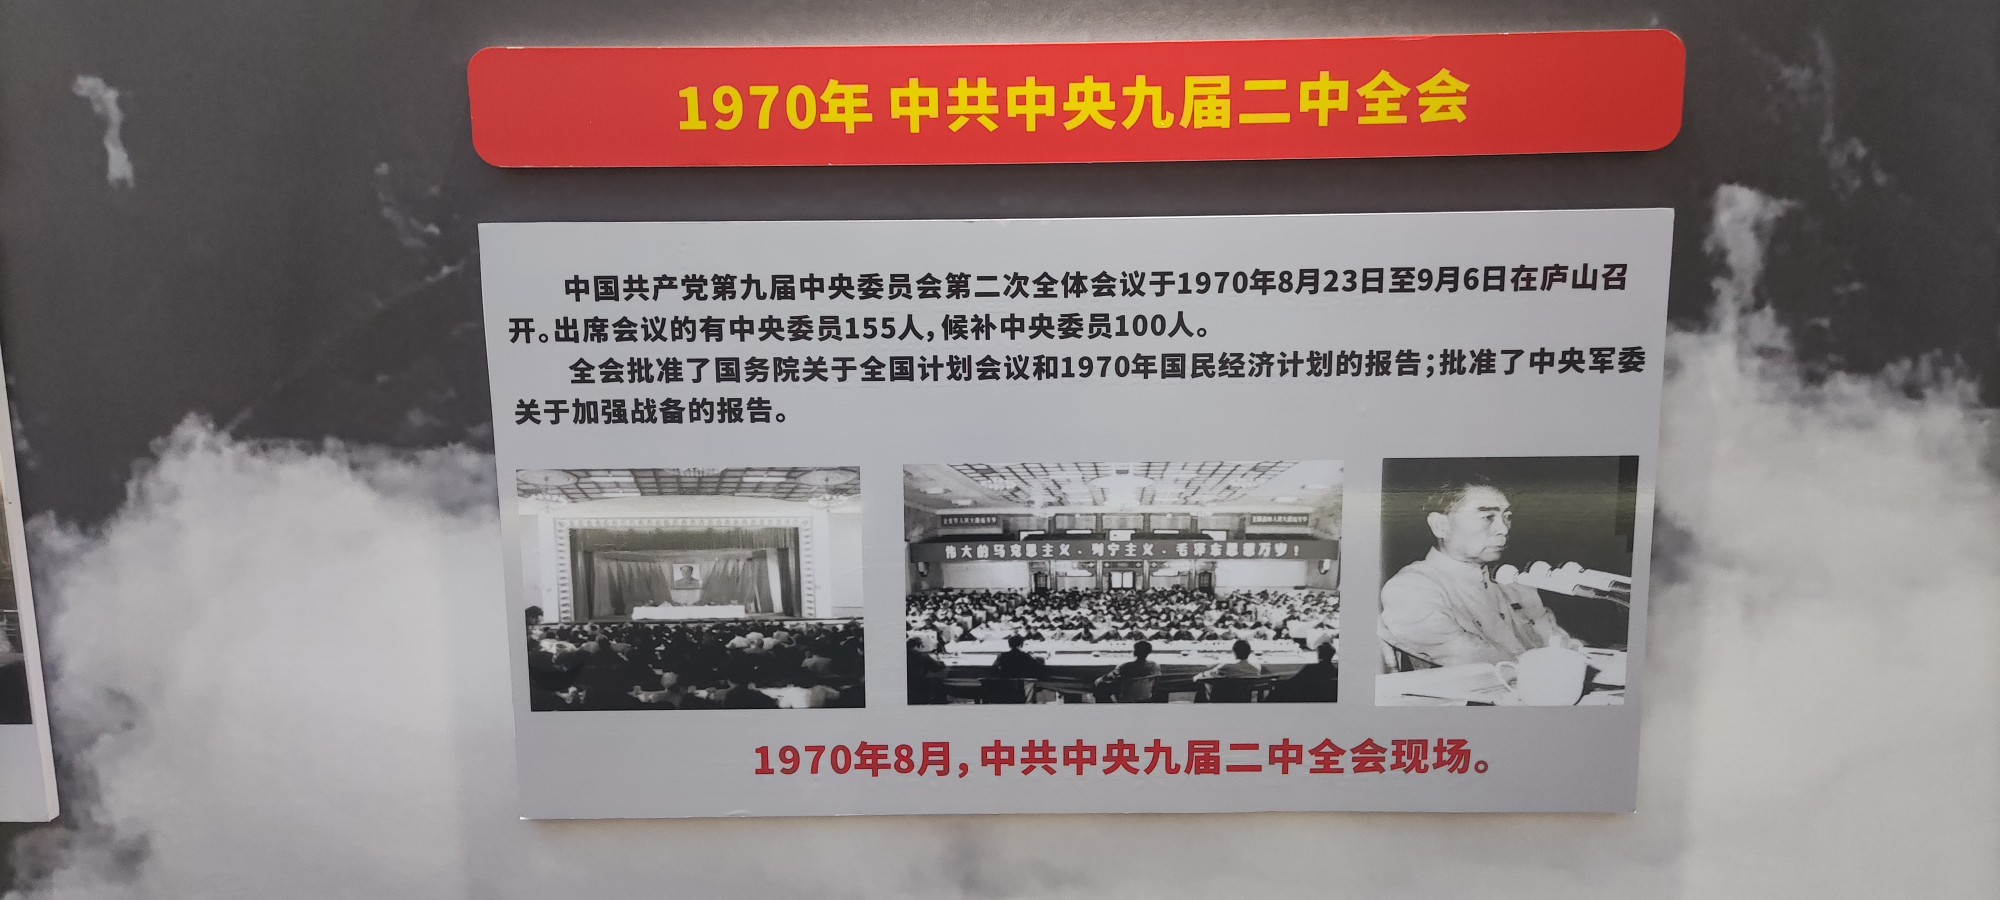 1970年 中共中央九届二中全会
中国共产党第九届中央委员会第二次全体会议于1970年8月23日至9月6日在庐山召
开。出席会议的有中央委员155人,候补中央委员100人。
全会批准了国务院关于全国计划会议和1970年国民经济计划的报告;批准了中央军委
关于加强战备的报告。
伟大的马克思主义·列宁主义·毛泽东思想万岁!
1970年8月,中共中央九届二中全会现场。